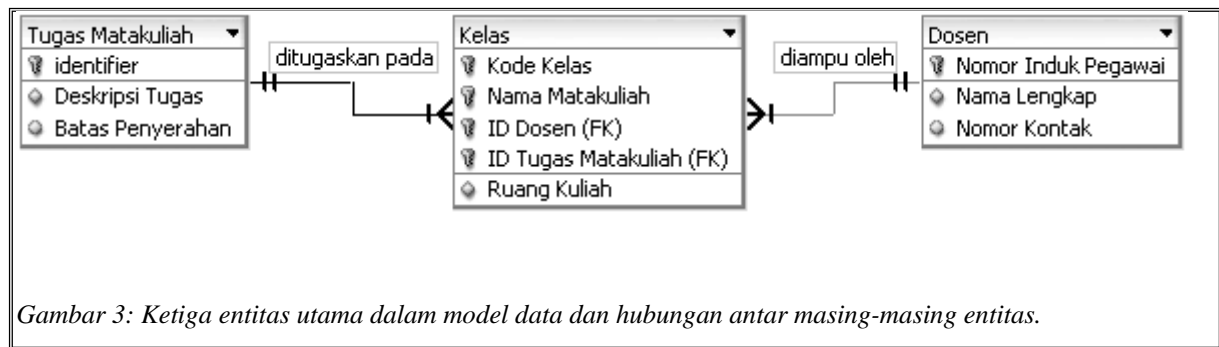 Tugas Matakuliah
identifier
Deskripsi Tugas
Batas Penyerahan
ditugaskan pada
Kelas
Kode Kelas
Nama Matakuliah
ID Dosen (FK)
ID Tugas Matakuliah (FK)
Ruang Kuliah
diampu oleh
Dosen
Nomor Induk Pegawai
Nama Lengkap
Nomor Kontak
Gambar 3: Ketiga entitas utama dalam model data dan hubungan antar masing-masing entitas.